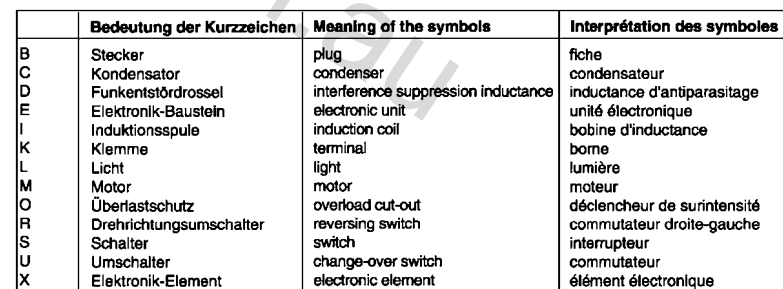 Bedeutung der Kurzzeichen Meaning of the symbols Interprétation des symboles
B Stecker plug fiche
C Kondensator condenser condensateur
D Funkentstördrossel interference suppression inductance inductance d'antiparasitage
E Elektronik-Baustein electronic unit unité électronique
I Induktionsspule induction coil bobine d'inductance
K Klemme terminal borne
L Licht light lumière
M Motor motor moteur
O Überlastschutz overload cut-out déclencheur de surintensité
R Drehrichtungsumschalter reversing switch commutateur droite-gauche
S Schalter switch interrupteur
U Umschalter change-over switch commutateur
X Elektronik-Element electronic element élément électronique